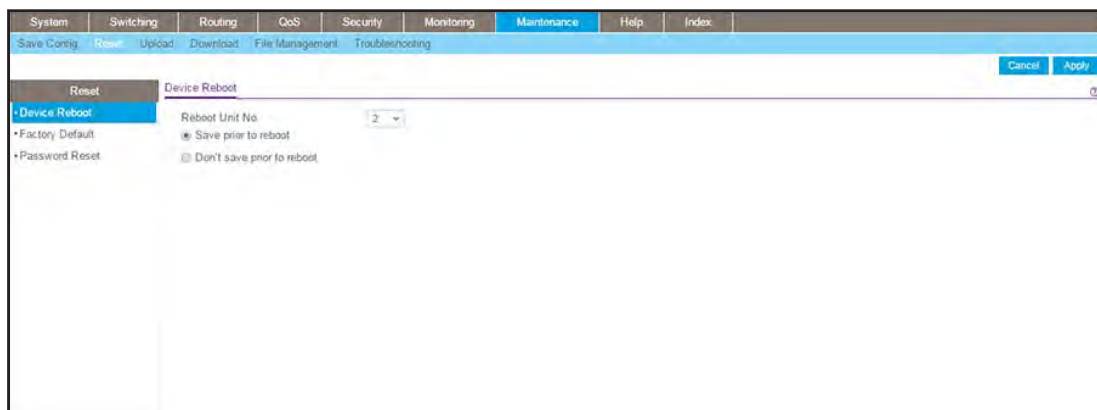 System Switching Routing QoS Security Monitoring Maintenance Help Index
Save Config Reset Upload Download File Management Troubleshooting
Cancel Apply
Reset
Device Reboot
Device Reboot
Reboot Unit No. 2
Save prior to reboot
Factory Default
Don't save prior to reboot
Password Reset